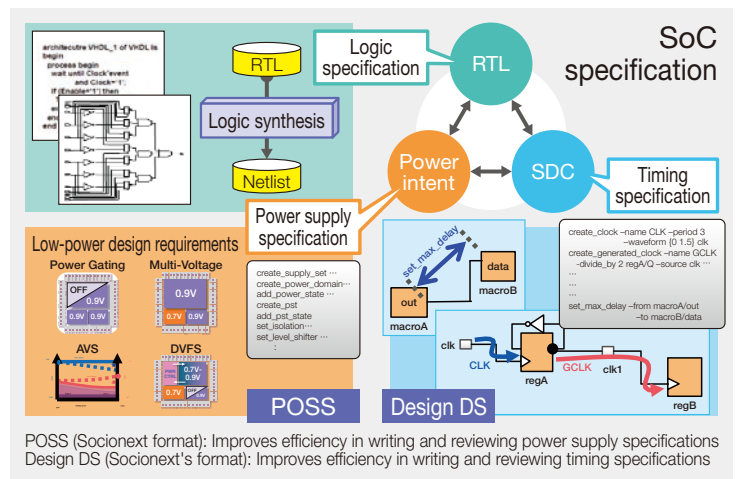 architecutre VHDL_1 of VHDL is
begin
process begin
wait until Clock'event
and Clock='1';
if (Enable='1') then
end
RTL
Logic synthesis
Netlist
Logic
specification
RTL
SoC
specification
Power
intent
SDC
Timing
specification
Power supply
specification
Low-power design requirements
Power Gating
OFF
0.9V
0.9V
0.9V
Multi-Voltage
0.9V
0.7V
0.9V
AVS
DVFS
PWR
CTRL
0.7V-
0.9V
0.7V
OFF
0.9V
create_supply_set ···
create_power_domain···
add_power_state ···
create_pst
add_pst_state
set_isolation···
set_level_shifter ···
:
POSS
set_max_delay
out
macroA
data
macroB
create_clock –name CLK –period 3
–waveform {0 1.5} clk
create_generated_clock –name GCLK
-divide_by 2 regA/Q –source clk ···
...
...
...
set_max_delay –from macroA/out
–to macroB/data
clk
CLK
regA
GCLK
clk1
regB
Design DS
POSS (Socionext format): Improves efficiency in writing and reviewing power supply specifications
Design DS (Socionext's format): Improves efficiency in writing and reviewing timing specifications